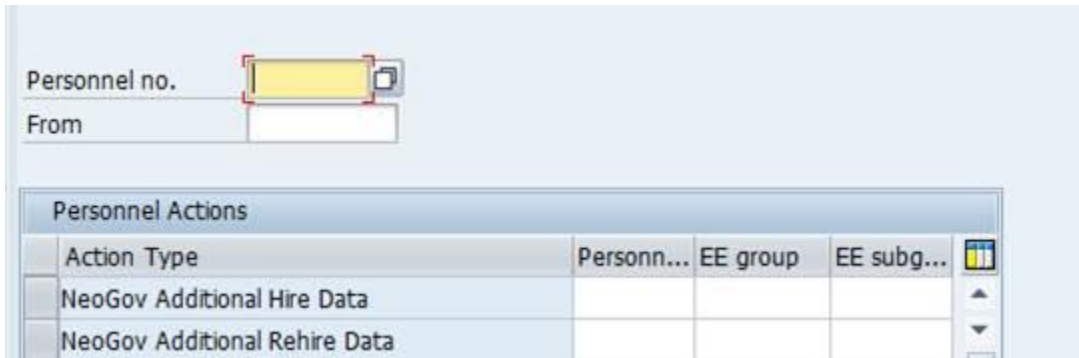 Personnel no.
From
Personnel Actions
Action Type Personn... EE group EE subg...
NeoGov Additional Hire Data
NeoGov Additional Rehire Data